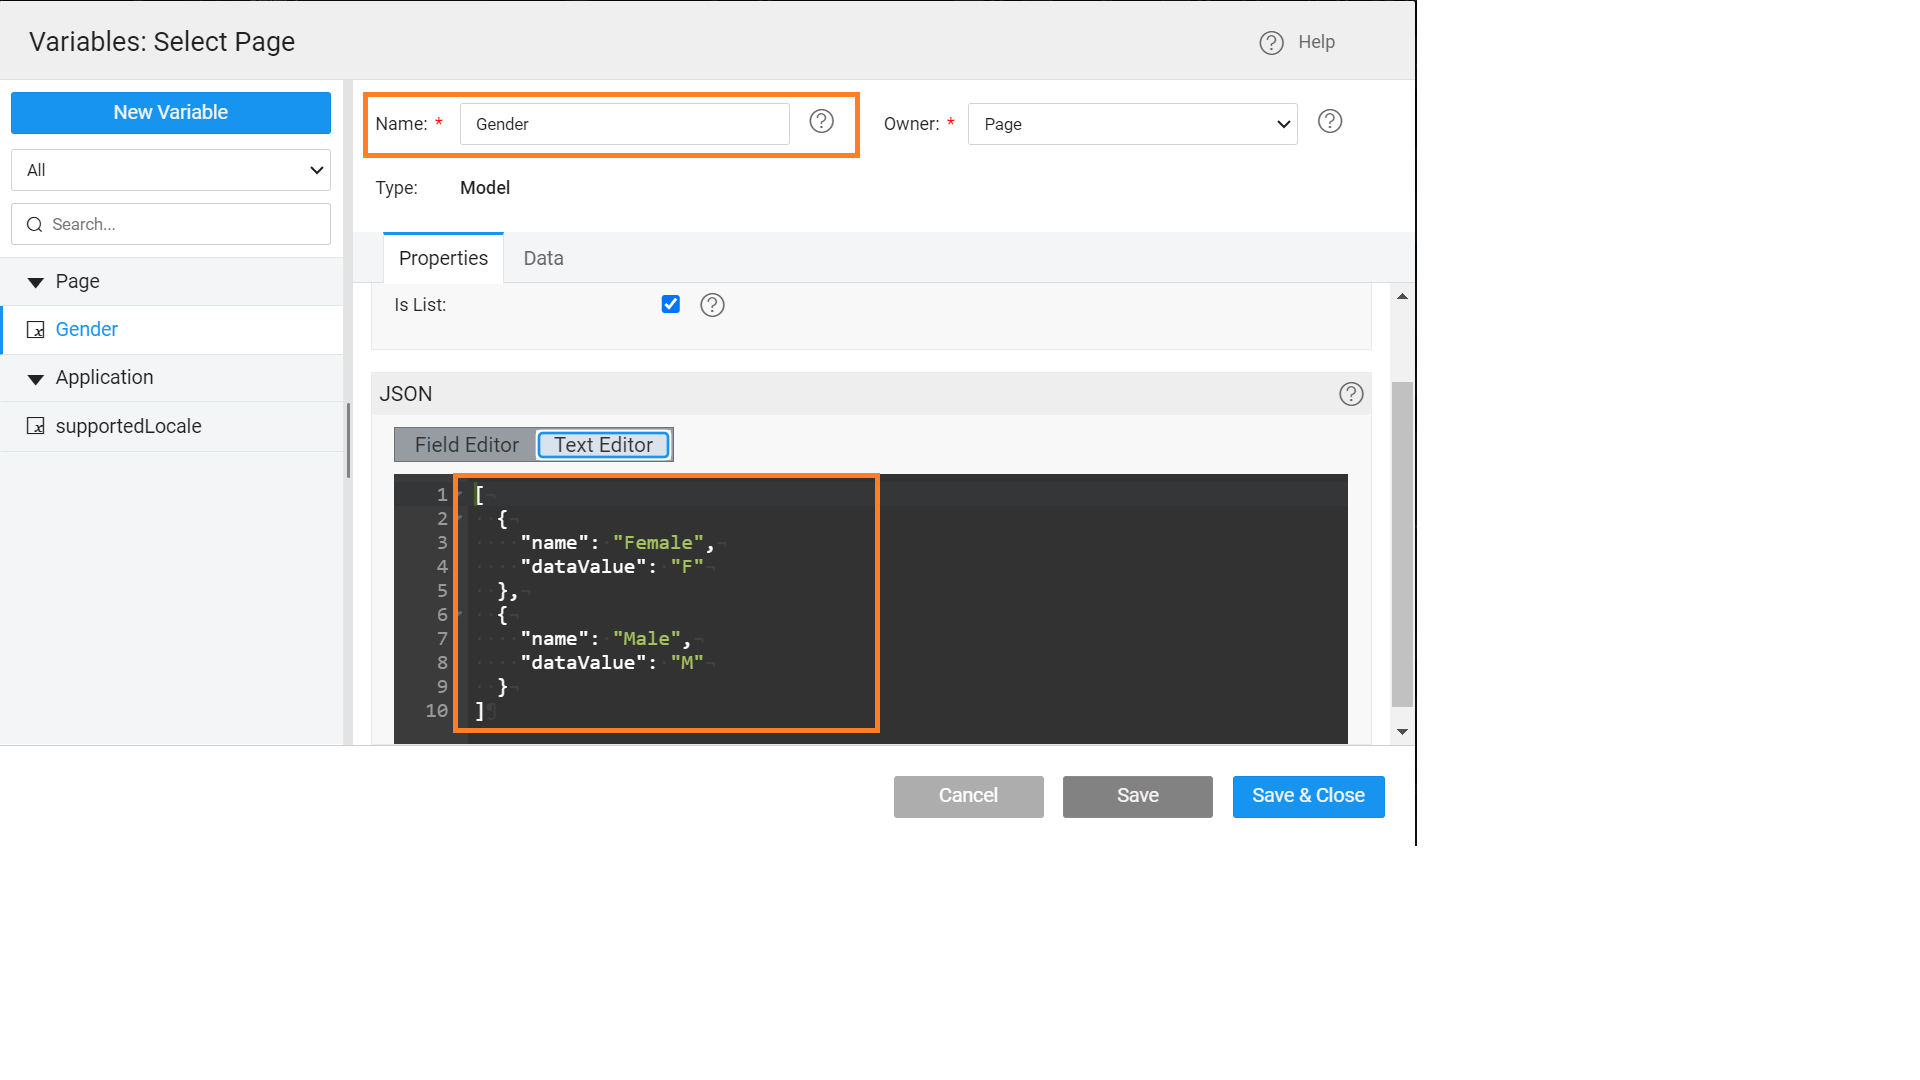 Variables: Select Page
Help
New Variable
All
Search...
Page
Gender
Application
supportedLocale
Name: * Gender
Owner: * Page
Type: Model
Properties Data
Is List:
JSON
Field Editor Text Editor
1 [
2 {
3 "name": "Female",
4 "dataValue": "F"
5 },
6 {
7 "name": "Male",
8 "dataValue": "M"
9 }
10 ]
Cancel Save Save & Close